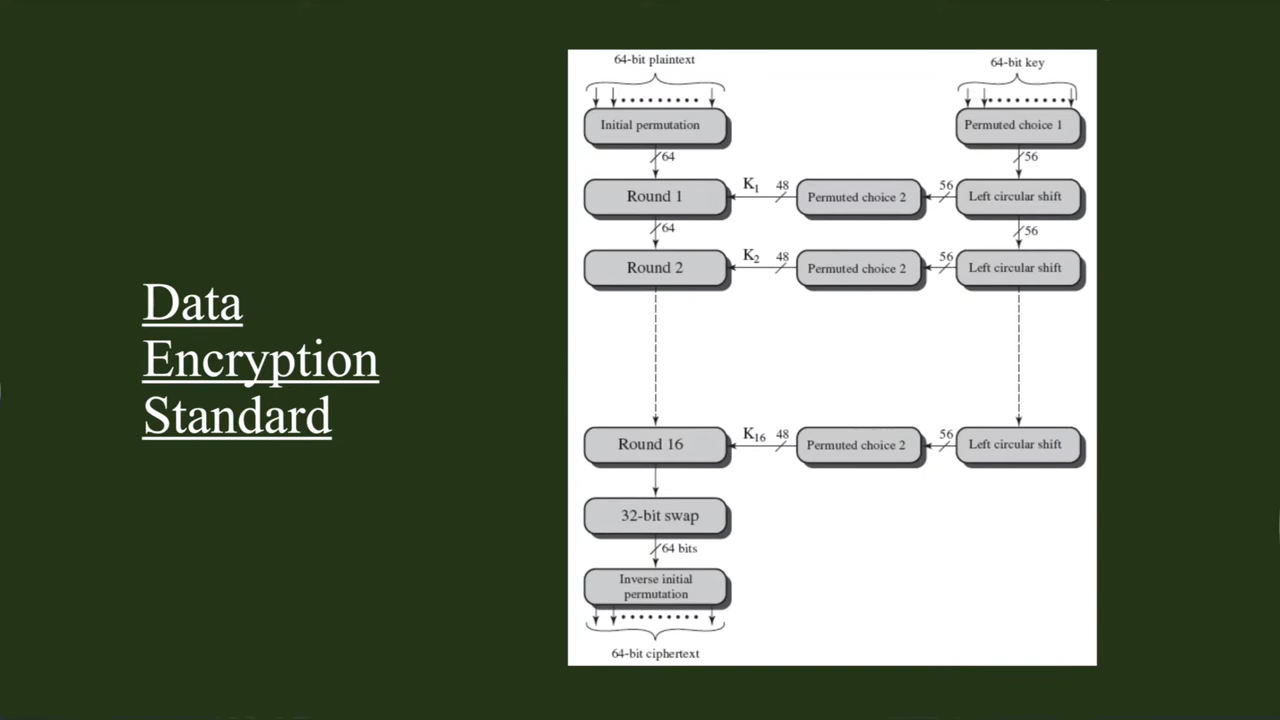 Data
Encryption
Standard
64-bit plaintext
64-bit key
Initial permutation
Permuted choice 1
64
56
Round 1
K1
48
Permuted choice 2
56
Left circular shift
64
56
Round 2
K2
48
Permuted choice 2
56
Left circular shift
Round 16
K16
48
Permuted choice 2
56
Left circular shift
32-bit swap
64 bits
Inverse initial
permutation
64-bit ciphertext